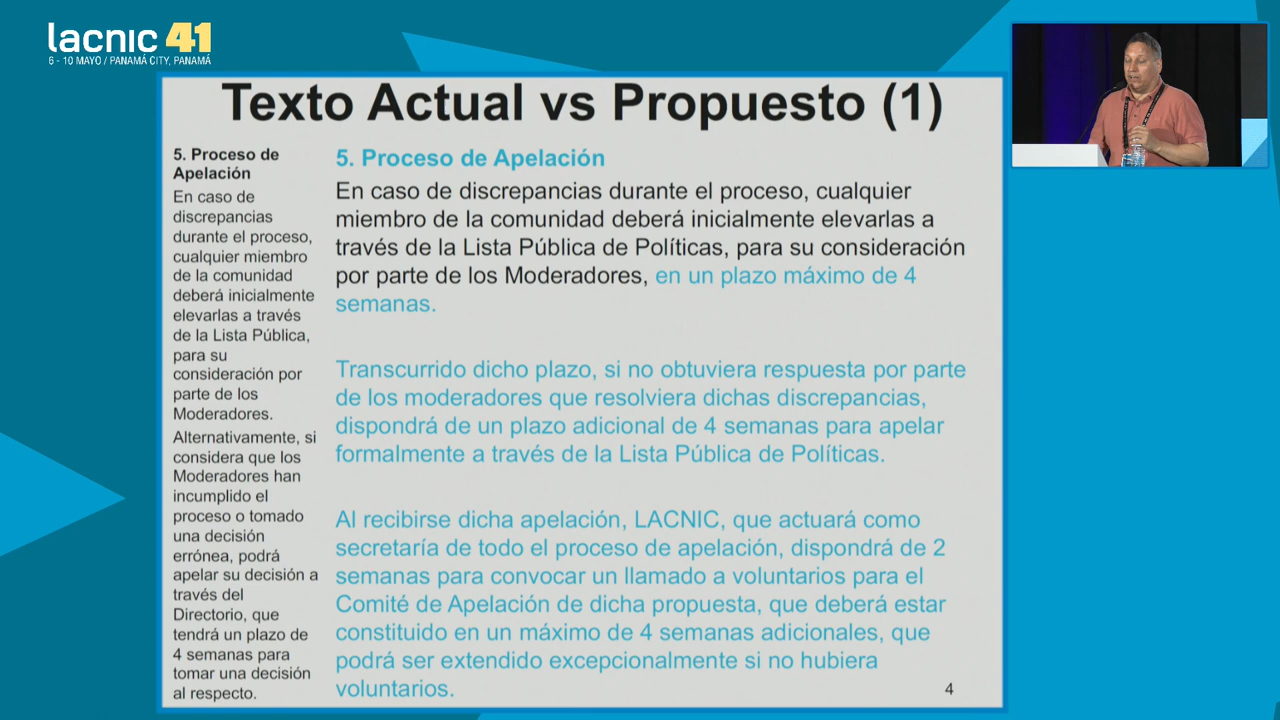 lacnic 41
6 - 10 MAYO / PANAMÁ CITY, PANAMÁ
Texto Actual vs Propuesto (1)
5. Proceso de
Apelación
En caso de
discrepancias
durante el proceso,
cualquier miembro
de la comunidad
deberá inicialmente
elevarlas a través
de la Lista Pública,
para su
consideración por
parte de los
Moderadores.
Alternativamente, si
considera que los
Moderadores han
incumplido el
proceso o tomado
una decisión
errónea, podrá
apelar su decisión a
través del
Directorio, que
tendrá un plazo de
4 semanas para
tomar una decisión
al respecto.
5. Proceso de Apelación
En caso de discrepancias durante el proceso, cualquier
miembro de la comunidad deberá inicialmente elevarlas a
través de la Lista Pública de Políticas, para su consideración
por parte de los Moderadores, en un plazo máximo de 4
semanas.
Transcurrido dicho plazo, si no obtuviera respuesta por parte
de los moderadores que resolviera dichas discrepancias,
dispondrá de un plazo adicional de 4 semanas para apelar
formalmente a través de la Lista Pública de Políticas.
Al recibirse dicha apelación, LACNIC, que actuará como
secretaría de todo el proceso de apelación, dispondrá de 2
semanas para convocar un llamado a voluntarios para el
Comité de Apelación de dicha propuesta, que deberá estar
constituido en un máximo de 4 semanas adicionales, que
podrá ser extendido excepcionalmente si no hubiera
voluntarios.
4